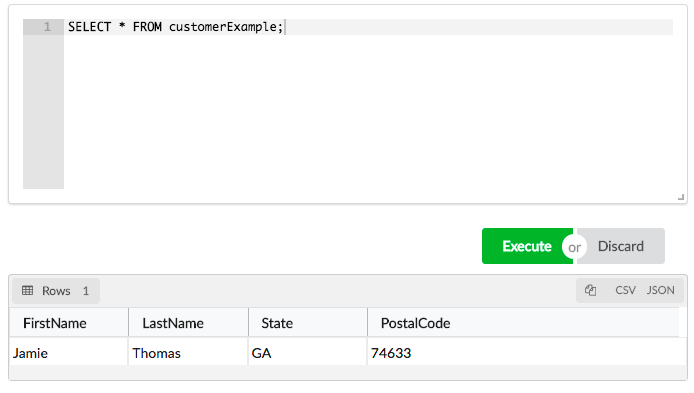 1 SELECT * FROM customerExample;
Execute or Discard
Rows 1 CSV JSON
FirstName LastName State PostalCode
Jamie Thomas GA 74633